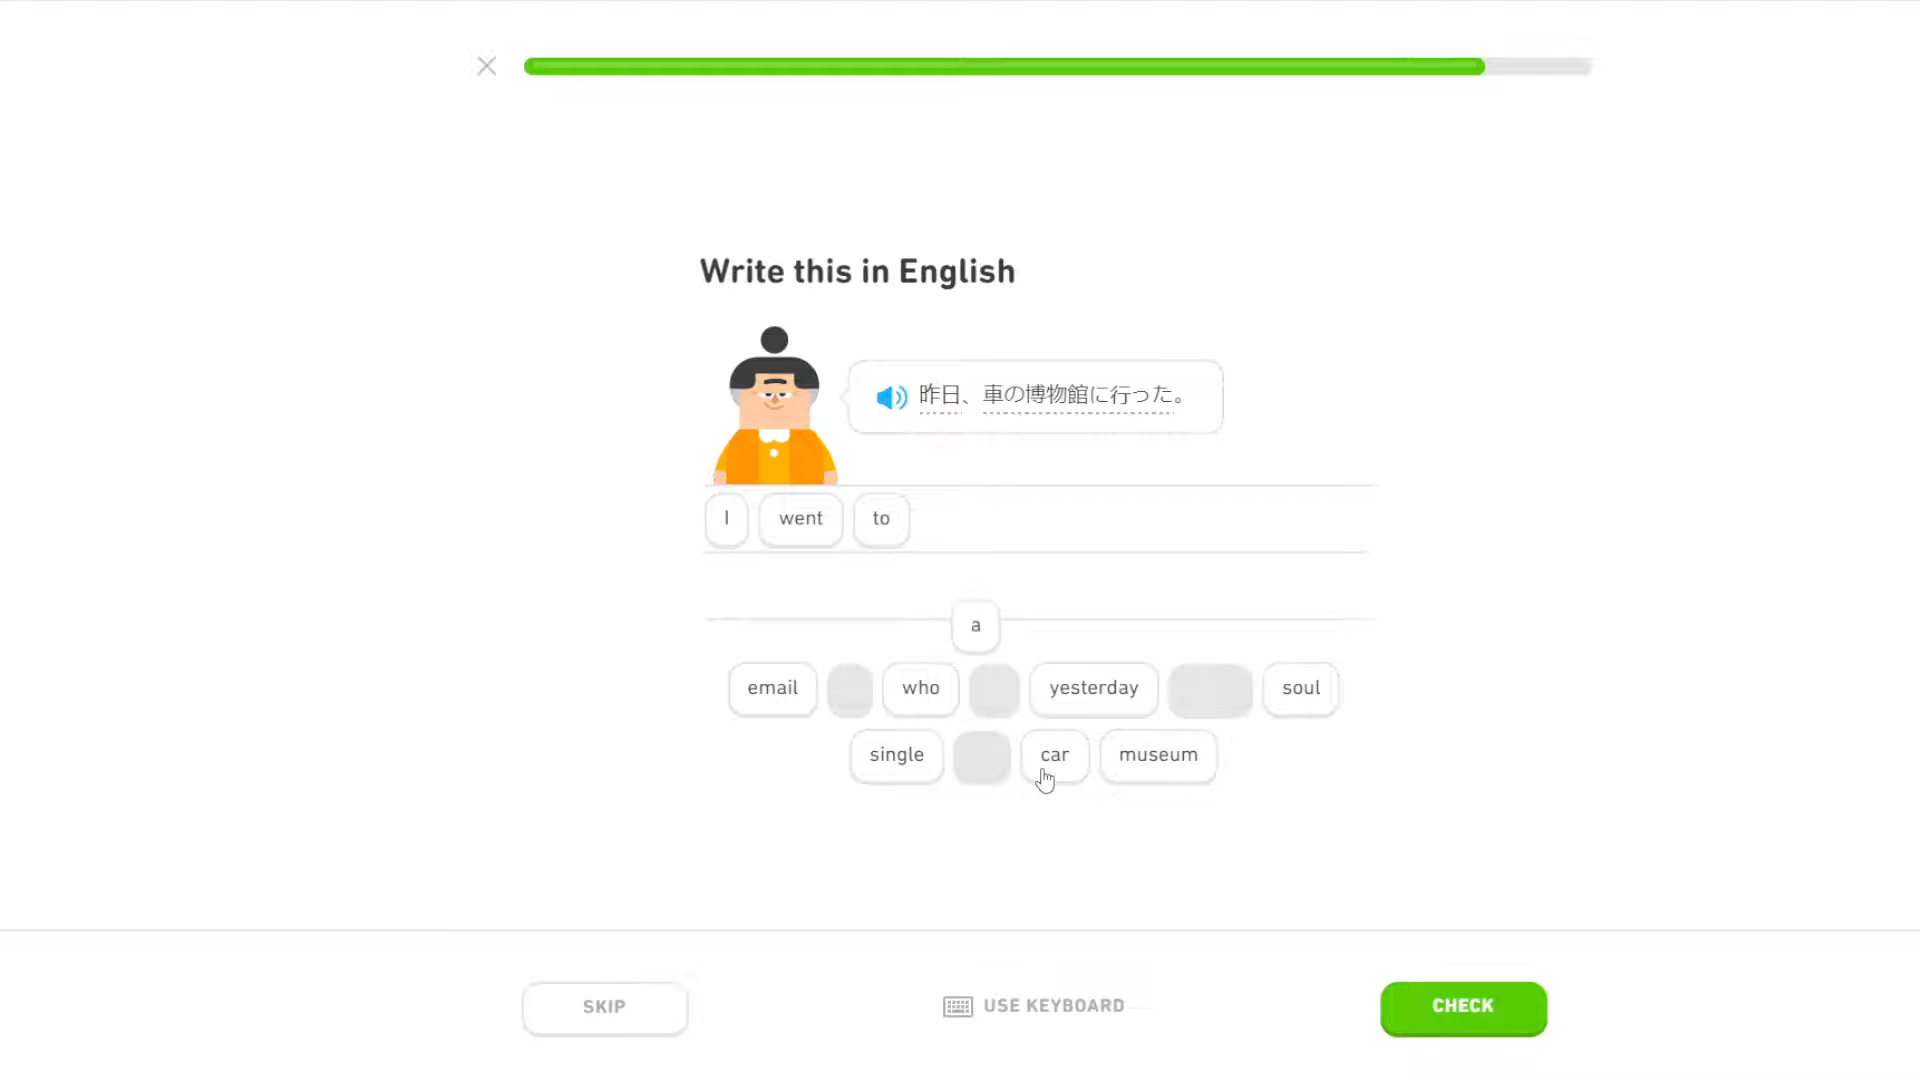 Write this in English
昨日、車の博物館に行った。
I went to
a
email who yesterday soul
single car museum
SKIP USE KEYBOARD CHECK